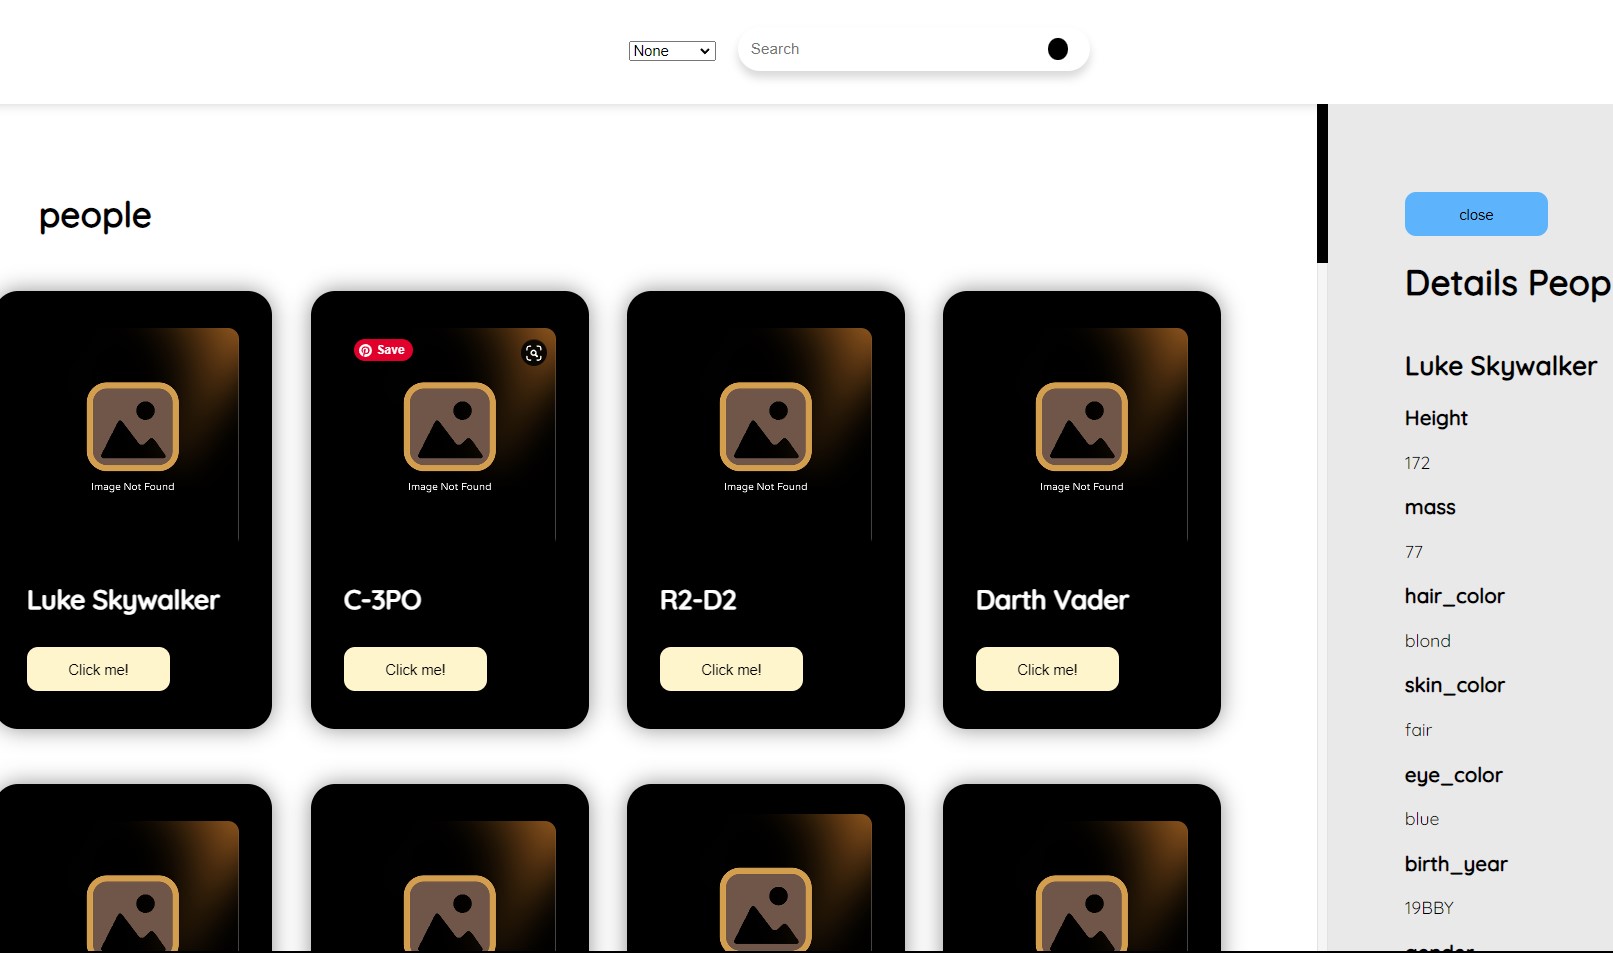 None
Search
people
Save
Image Not Found
Image Not Found
Image Not Found
Image Not Found
Luke Skywalker
C-3PO
R2-D2
Darth Vader
Click me!
Click me!
Click me!
Click me!
close
Details Peop
Luke Skywalker
Height
172
mass
77
hair_color
blond
skin_color
fair
eye_color
blue
birth_year
19BBY
gender